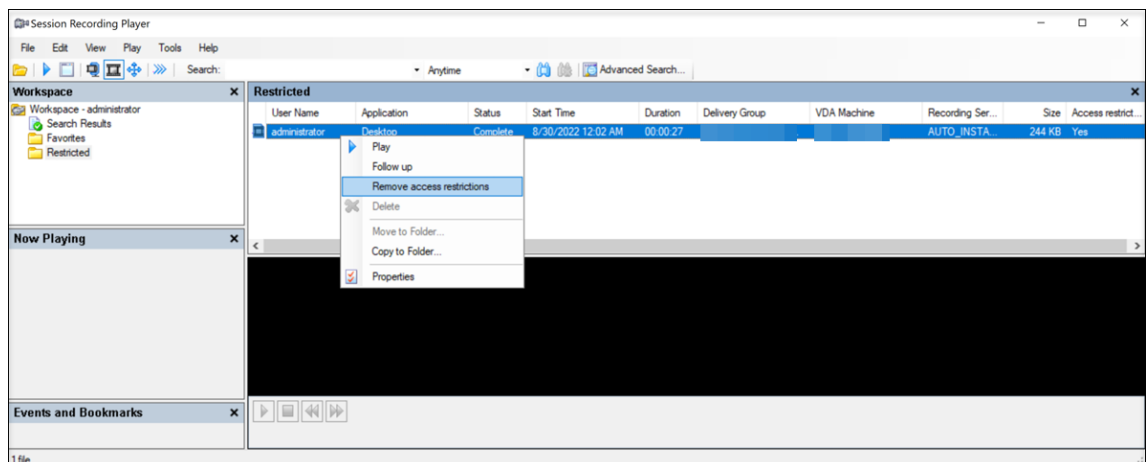 Session Recording Player
File Edit View Play Tools Help
Search: Anytime Advanced Search...
Workspace
Workspace - administrator
Search Results
Favorites
Restricted
Restricted
User Name Application Status Start Time Duration Delivery Group VDA Machine Recording Ser... Size Access restrict...
administrator Desktop Complete 8/30/2022 12:02 AM 00:00:27 AUTO_INSTA... 244 KB Yes
Play
Follow up
Remove access restrictions
Delete
Move to Folder...
Copy to Folder...
Properties
Now Playing
Events and Bookmarks
1 file